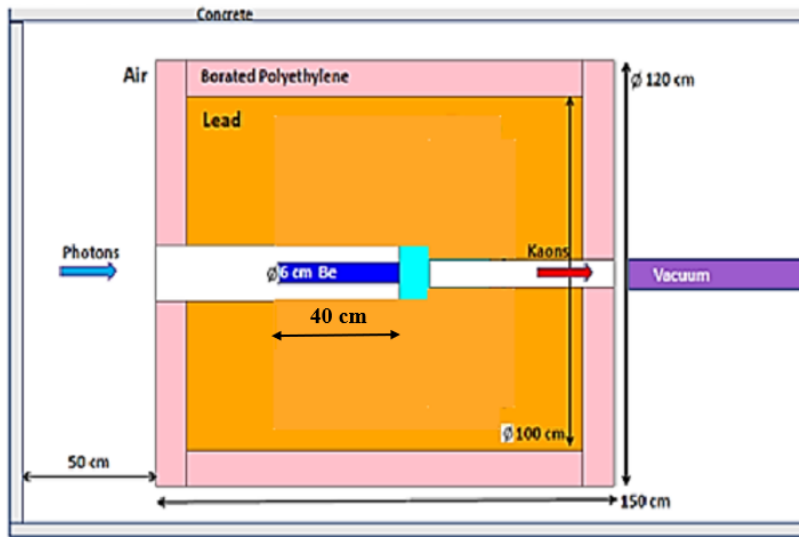 Concrete
Air
Borated Polyethylene
Ø 120 cm
Lead
Photons
Kaons
Ø6 cm Be
Vacuum
40 cm
Ø 100 cm
50 cm
150 cm